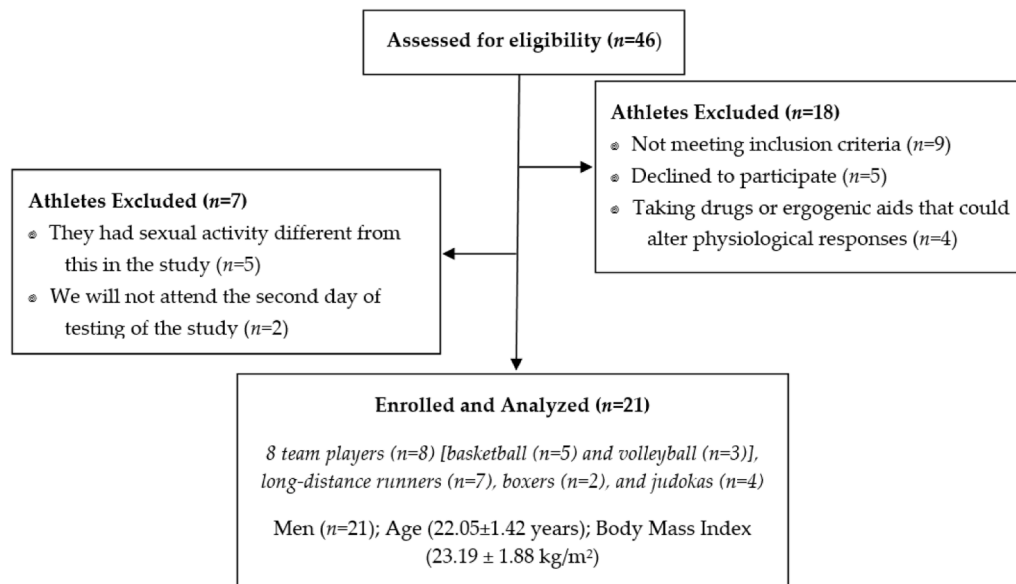 Assessed for eligibility (n=46)
Athletes Excluded (n=18)
Not meeting inclusion criteria (n=9)
Declined to participate (n=5)
Taking drugs or ergogenic aids that could
alter physiological responses (n=4)
Athletes Excluded (n=7)
They had sexual activity different from
this in the study (n=5)
We will not attend the second day of
testing of the study (n=2)
Enrolled and Analyzed (n=21)
8 team players (n=8) [basketball (n=5) and volleyball (n=3)],
long-distance runners (n=7), boxers (n=2), and judokas (n=4)
Men (n=21); Age (22.05±1.42 years); Body Mass Index
(23.19 ± 1.88 kg/m²)